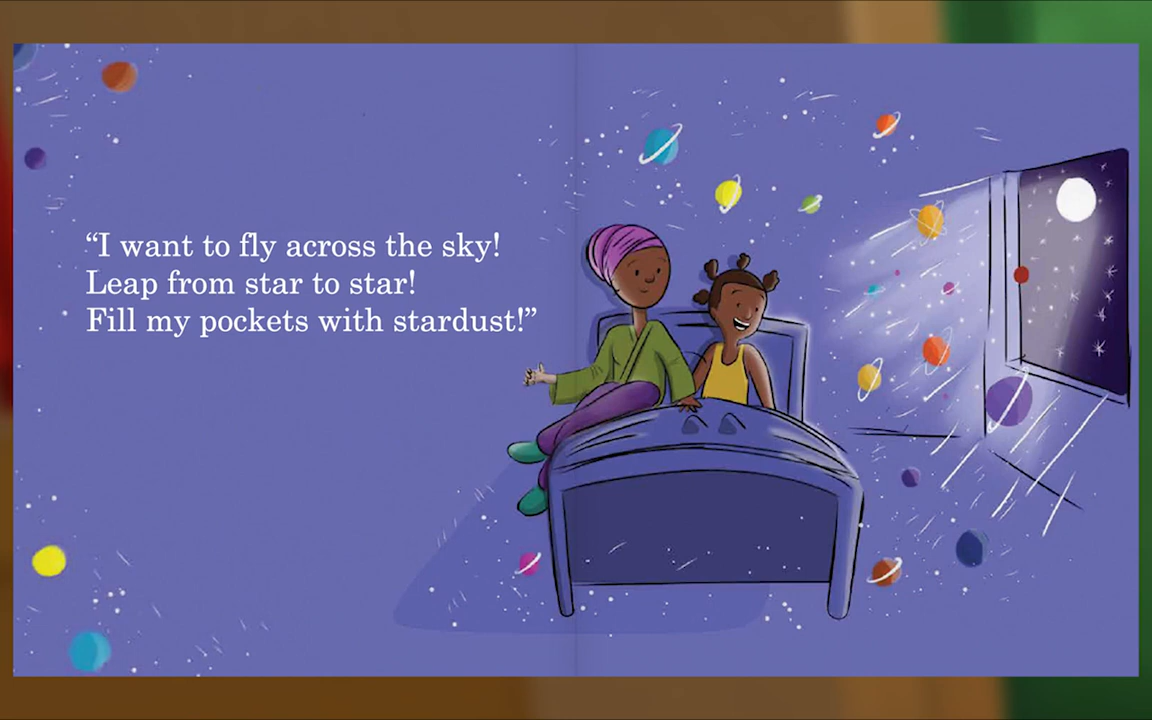 “I want to fly across the sky!
Leap from star to star!
Fill my pockets with stardust!”